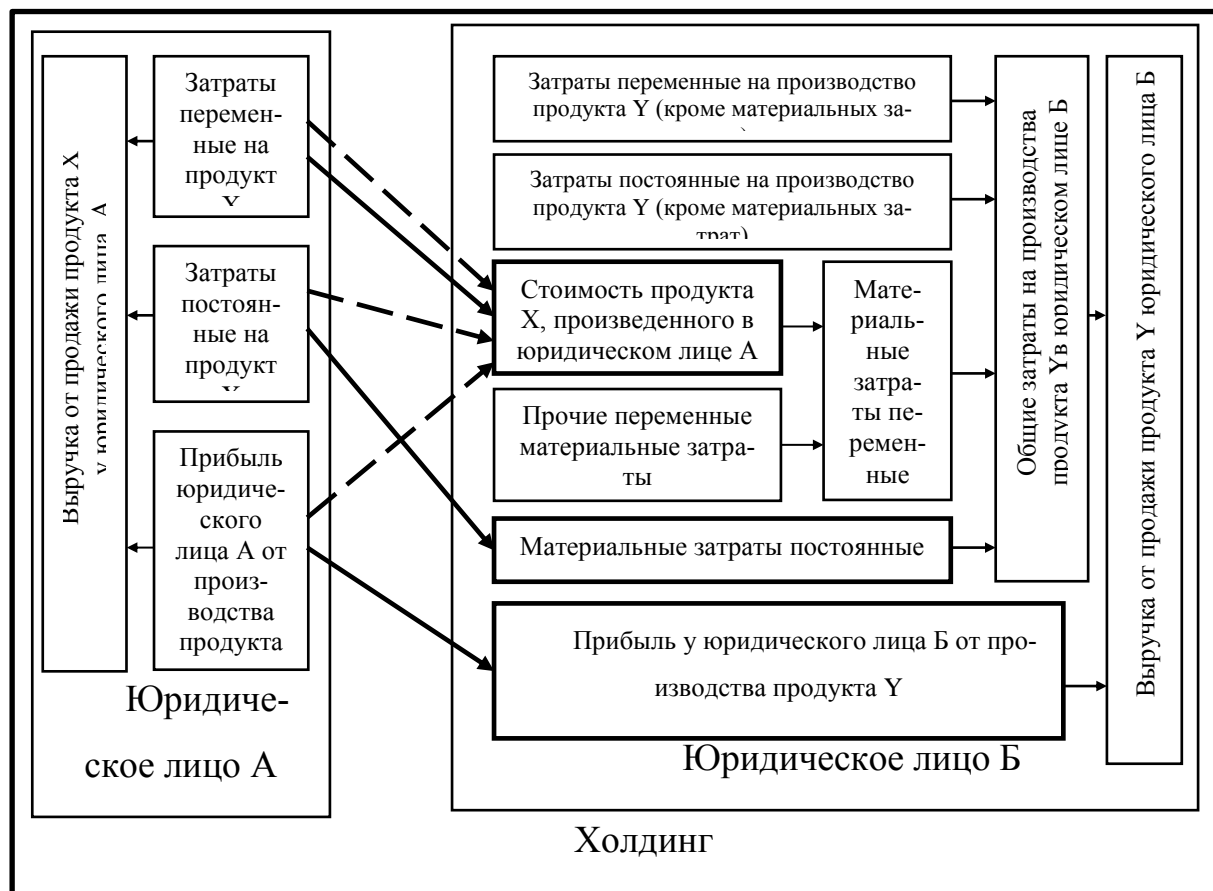 Выручка от продажи продукта X
у юридического лица А
Затраты
перемен-
ные на
продукт
X
Затраты
постоян-
ные на
продукт
X
Прибыль
юридиче-
ского
лица А от
произ-
водства
продукта
Юридиче-
ское лицо А
Затраты переменные на производство
продукта Y (кроме материальных за-
Затраты постоянные на производство
продукта Y (кроме материальных за-
трат)
Стоимость продукта
X, произведенного в
юридическом лице А
Прочие переменные
материальные затра-
ты
Мате-
риаль-
ные
затра-
ты пе-
ремен-
ные
Материальные затраты постоянные
Прибыль у юридического лица Б от про-
изводства продукта Y
Общие затраты на производства
продукта Yв юридическом лице Б
Выручка от продажи продукта Y юридического лица Б
Юридическое лицо Б
Холдинг